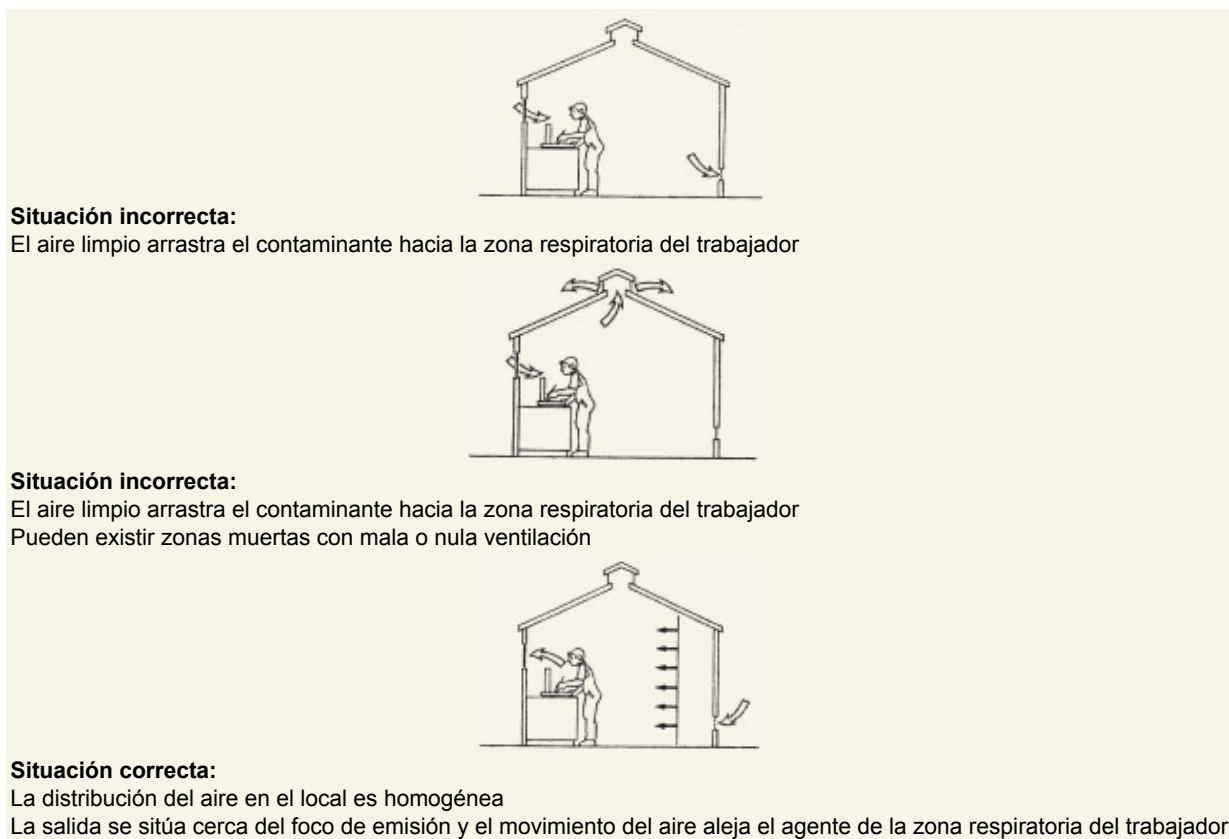 Situación incorrecta:
El aire limpio arrastra el contaminante hacia la zona respiratoria del trabajador
Situación incorrecta:
El aire limpio arrastra el contaminante hacia la zona respiratoria del trabajador
Pueden existir zonas muertas con mala o nula ventilación
Situación correcta:
La distribución del aire en el local es homogénea
La salida se sitúa cerca del foco de emisión y el movimiento del aire aleja el agente de la zona respiratoria del trabajador